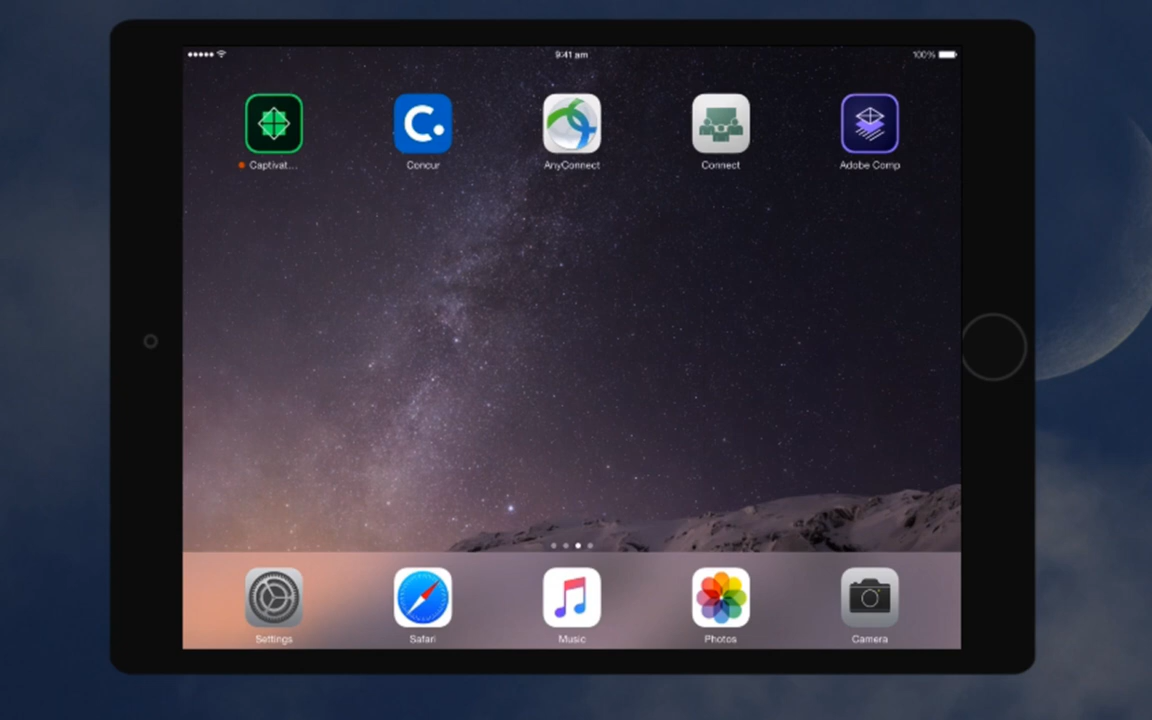 9:41 am
100%
Captivat...
Concur
AnyConnect
Connect
Adobe Comp
Settings
Safari
Music
Photos
Camera